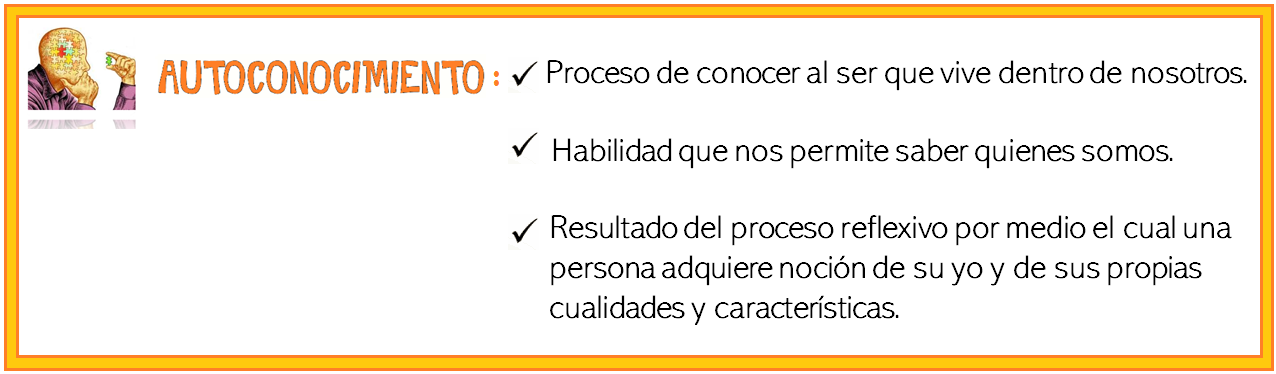 AUTOCONOCIMIENTO : ✓ Proceso de conocer al ser que vive dentro de nosotros.
✓ Habilidad que nos permite saber quienes somos.
✓ Resultado del proceso reflexivo por medio el cual una
persona adquiere noción de su yo y de sus propias
cualidades y características.